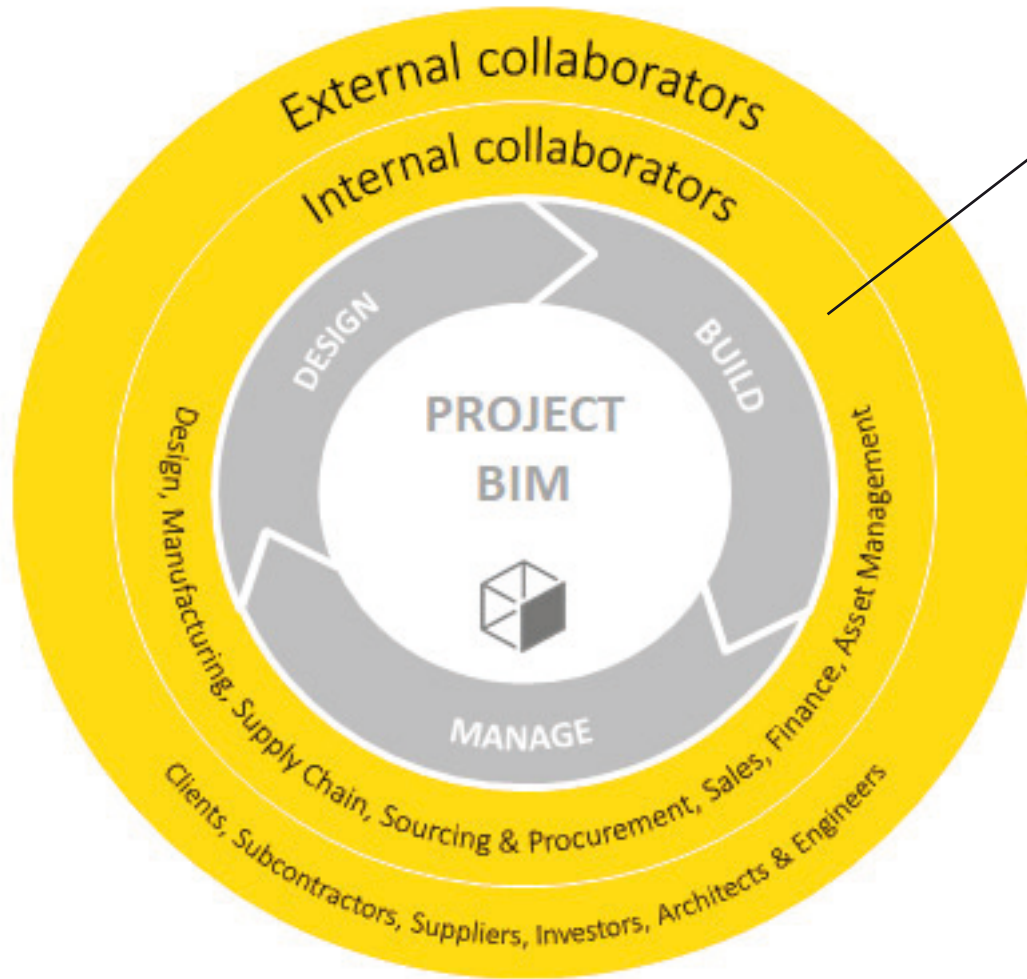 External collaborators
Internal collaborators
DESIGN
BUILD
PROJECT
BIM
MANAGE
Design, Manufacturing, Supply Chain, Sourcing & Procurement, Sales, Finance, Asset Management
Clients, Subcontractors, Suppliers, Investors, Architects & Engineers